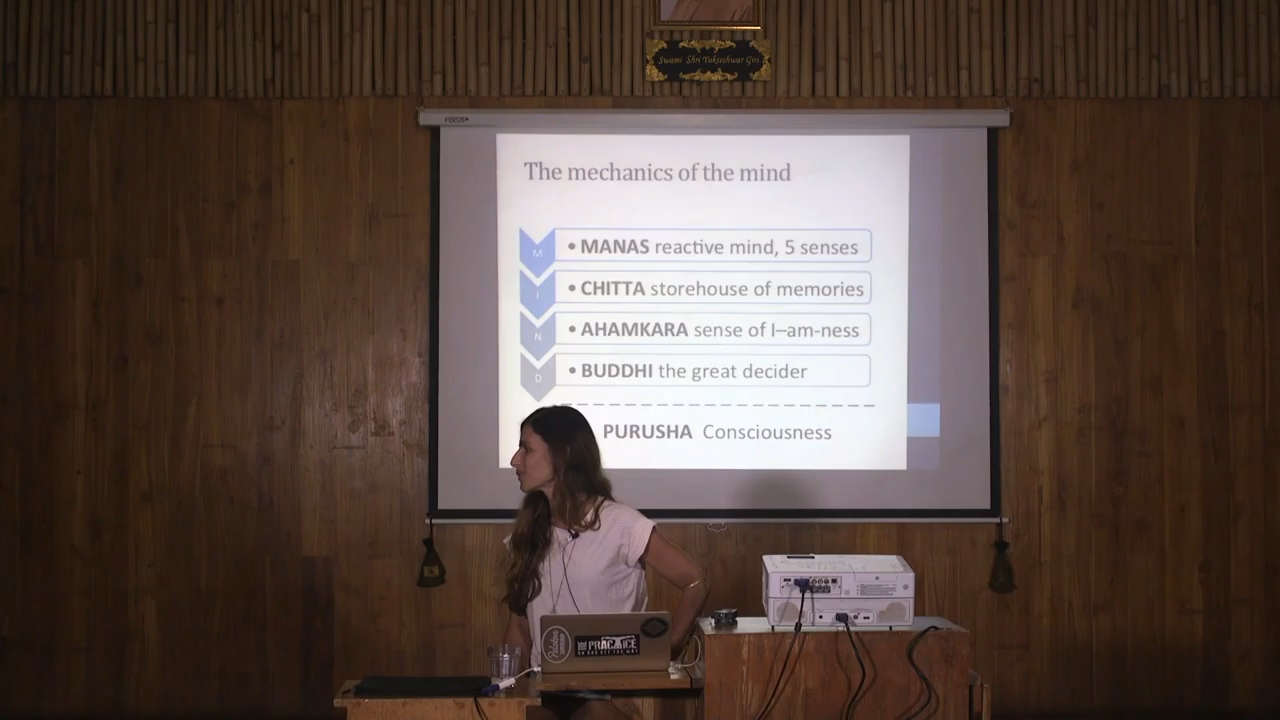 Swami Shri Yukteshwar Giri
The mechanics of the mind
M
• MANAS reactive mind, 5 senses
I
• CHITTA storehouse of memories
N
• AHAMKARA sense of I–am-ness
D
• BUDDHI the great decider
PURUSHA Consciousness
THE PRACTICE